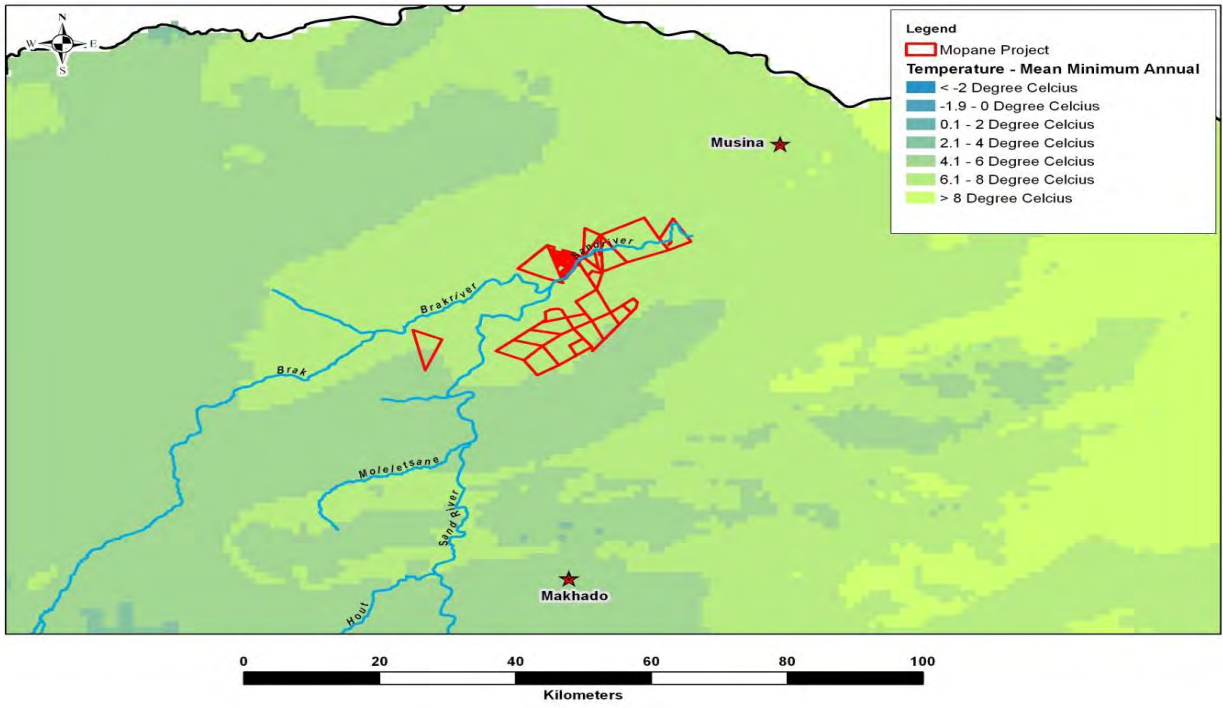 N
W
E
S
Legend
Mopane Project
Temperature - Mean Minimum Annual
< -2 Degree Celcius
-1.9 - 0 Degree Celcius
0.1 - 2 Degree Celcius
2.1 - 4 Degree Celcius
4.1 - 6 Degree Celcius
6.1 - 8 Degree Celcius
> 8 Degree Celcius
Musina
Sandriver
Brakriver
Brak
Moleletsane
Sand River
Hout
Makhado
0 20 40 60 80 100
Kilometers